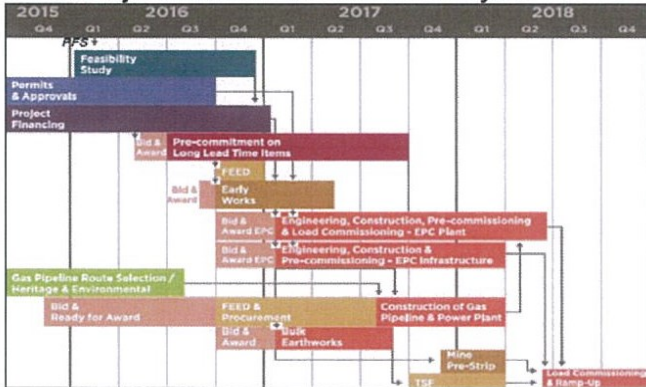 2015 2016 2017 2018
Q4 Q1 Q2 Q3 Q4 Q1 Q2 Q3 Q4 Q1 Q2 Q3 Q4
PFS+
Feasibility
Study
Permits
& Approvals
Project
Financing
Bid &
Award
Pre-commitment on
Long Lead Time Items
FEED
Bid &
Award
Early
Works
Bid &
Award EPC
Engineering, Construction, Pre-commissioning
& Load Commissioning - EPC Plant
Bid &
Award EPC
Engineering, Construction &
Pre-commissioning - EPC Infrastructure
Gas Pipeline Route Selection /
Heritage & Environmental
Bid &
Ready for Award
FEED &
Procurement
Construction of Gas
Pipeline & Power Plant
Bid &
Award
Bulk
Earthworks
Mine
Pre-Strip
TSF
Load Commissioning
& Ramp-Up